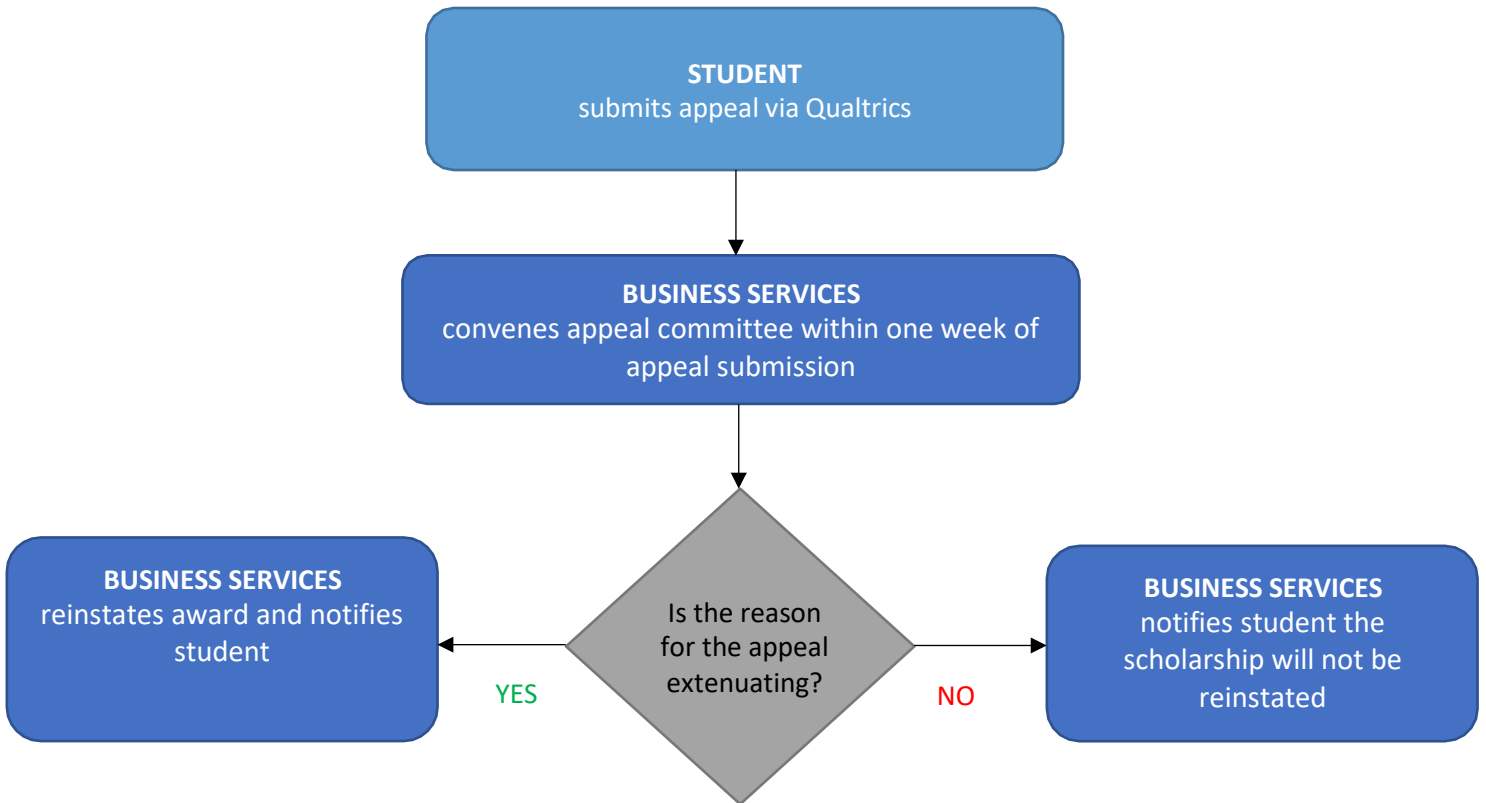 STUDENT
submits appeal via Qualtrics
BUSINESS SERVICES
convenes appeal committee within one week of
appeal submission
BUSINESS SERVICES
reinstates award and notifies
student
Is the reason
for the appeal
extenuating?
YES
NO
BUSINESS SERVICES
notifies student the
scholarship will not be
reinstated